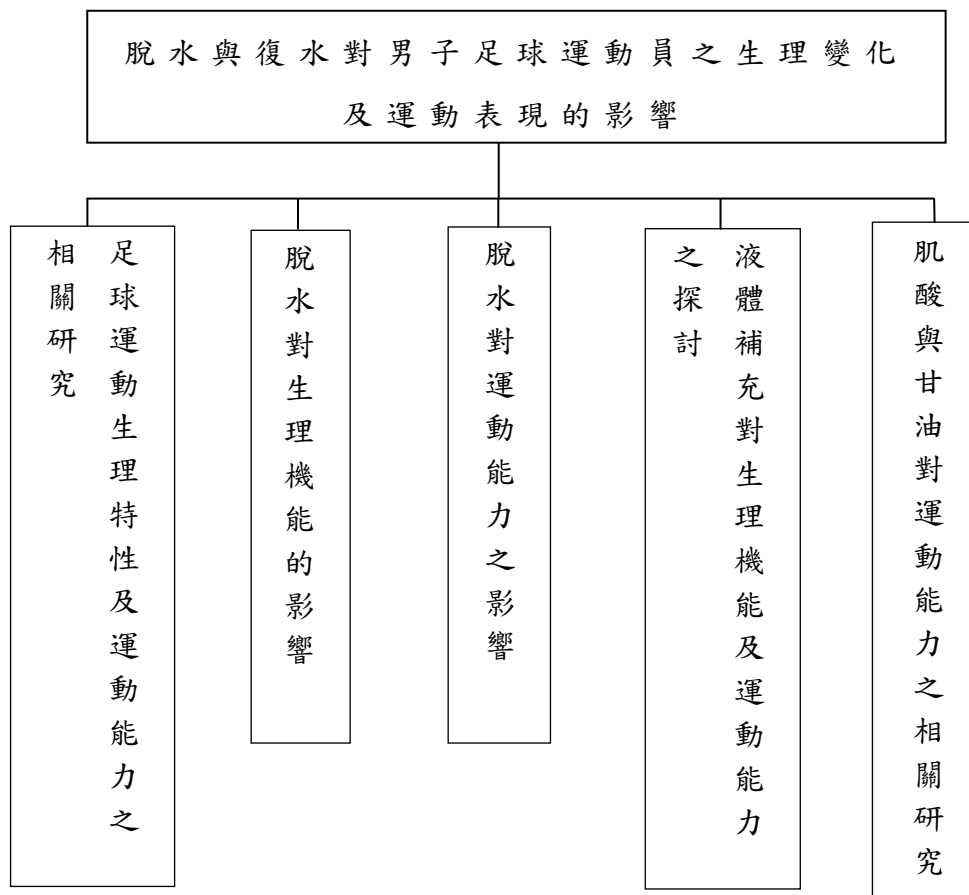 脫水與復水對男子足球運動員之生理變化
及運動表現的影響
足球運動生理特性及運動能力之
相關研究
脫水對生理機能的影響
脫水對運動能力之影響
液體補充對生理機能及運動能力
之探討
肌酸與甘油對運動能力之相關研究